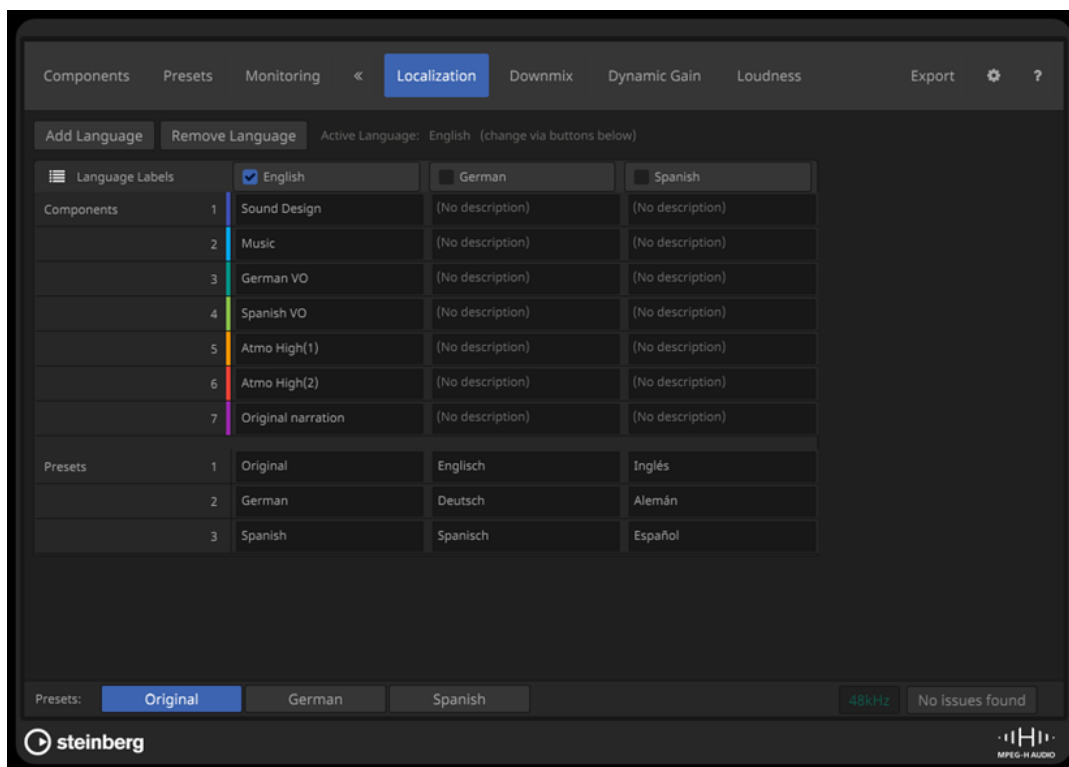 Components Presets Monitoring « Localization Downmix Dynamic Gain Loudness Export ?
Add Language Remove Language Active Language: English (change via buttons below)
Language Labels English German Spanish
Components 1 Sound Design (No description) (No description)
2 Music (No description) (No description)
3 German VO (No description) (No description)
4 Spanish VO (No description) (No description)
5 Atmo High(1) (No description) (No description)
6 Atmo High(2) (No description) (No description)
7 Original narration (No description) (No description)
Presets 1 Original Englisch Inglés
2 German Deutsch Alemán
3 Spanish Spanisch Español
Presets: Original German Spanish 48kHz No issues found
steinberg
MPEG-H AUDIO